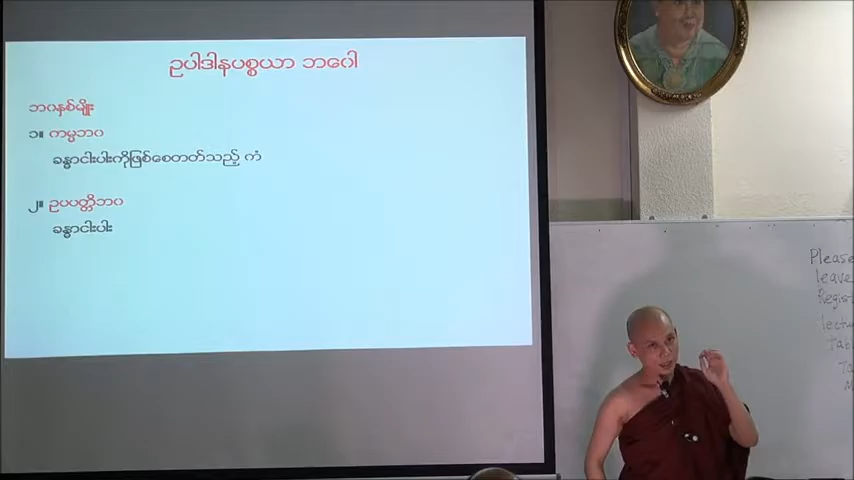 ဥပါဒါနပစ္စယာ ဘဝေါ
ဘဝနှစ်မျိုး
၁။ ကမ္မဘဝ
ခန္ဓာငါးပါးကိုဖြစ်စေတတ်သည့် ကံ
၂။ ဥပပတ္တိဘဝ
ခန္ဓာငါးပါး
Please
leave